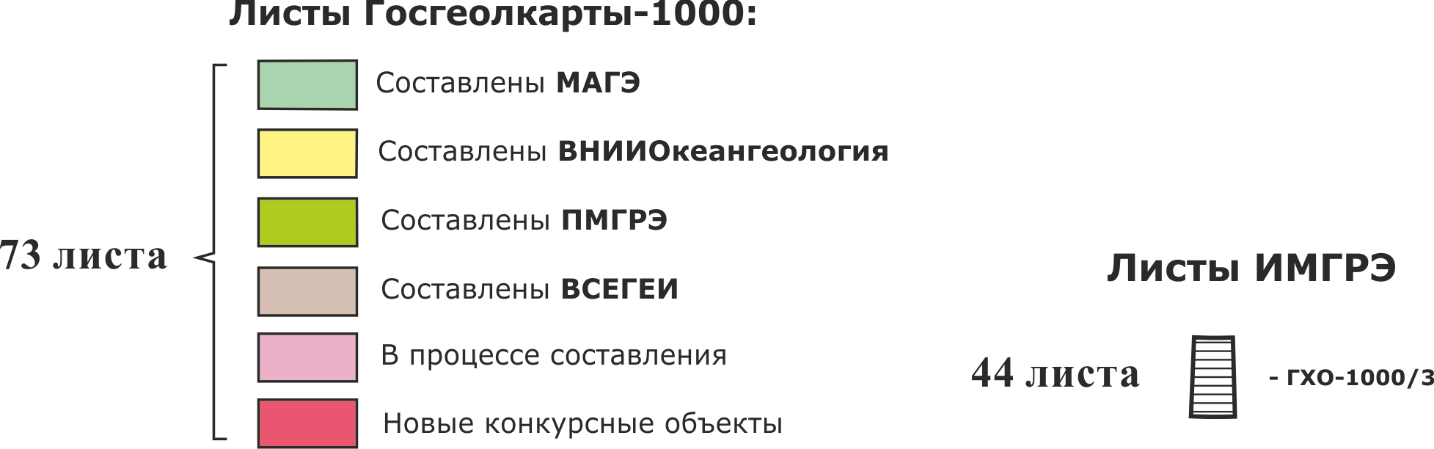 Листы Госгеолкарты-1000:
Составлены МАГЭ
Составлены ВНИИОкеангеология
Составлены ПМГРЭ
73 листа
Составлены ВСЕГЕИ
В процессе составления
Новые конкурсные объекты
Листы ИМГРЭ
44 листа
- ГХО-1000/3